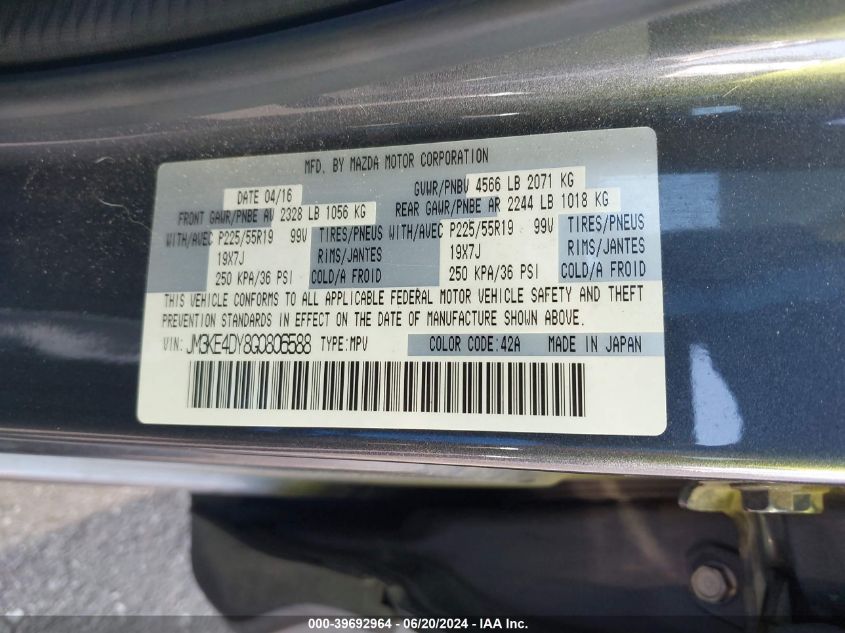 MFD. BY MAZDA MOTOR CORPORATION
DATE 04/16 GVWR/PNBV 4566 LB 2071 KG
FRONT GAWR/PNBE AV 2328 LB 1056 KG REAR GAWR/PNBE AR 2244 LB 1018 KG
WITH/AVEC P225/55R19 99V TIRES/PNEUS WITH/AVEC P225/55R19 99V TIRES/PNEUS
19X7J RIMS/JANTES 19X7J RIMS/JANTES
250 KPA/36 PSI COLD/A FROID 250 KPA/36 PSI COLD/A FROID
THIS VEHICLE CONFORMS TO ALL APPLICABLE FEDERAL MOTOR VEHICLE SAFETY AND THEFT
PREVENTION STANDARDS IN EFFECT ON THE DATE OF MANUFACTURE SHOWN ABOVE.
VIN: JM3KE4DY8G0806588 TYPE:MPV COLOR CODE:42A MADE IN JAPAN
000-39692964 - 06/20/2024 - IAA Inc.